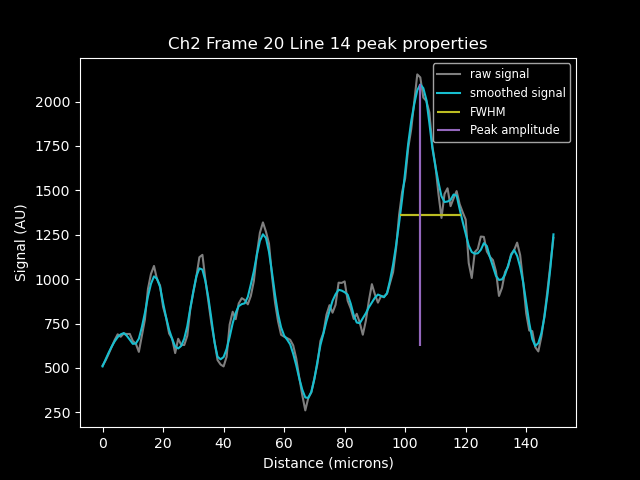 Ch2 Frame 20 Line 14 peak properties
raw signal
smoothed signal
FWHM
Peak amplitude
Signal (AU)
2000
1750
1500
1250
1000
750
500
250
0 20 40 60 80 100 120 140
Distance (microns)